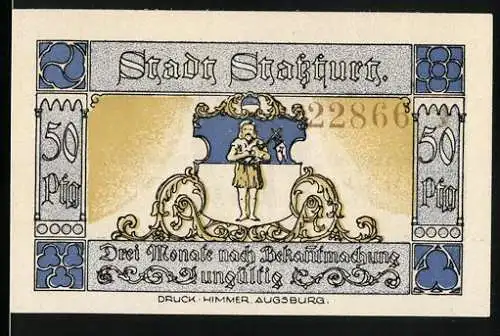 Stadt Staßfurt.
22866
50 Pfg
50 Pfg
Drei Monate nach Bekanntmachung
ungültig
DRUCK · HIMMER, AUGSBURG.